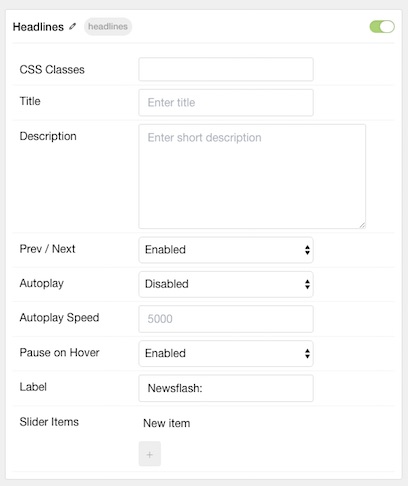 Headlines headlines
CSS Classes
Title Enter title
Description Enter short description
Prev / Next Enabled
Autoplay Disabled
Autoplay Speed 5000
Pause on Hover Enabled
Label Newsflash:
Slider Items New item
+